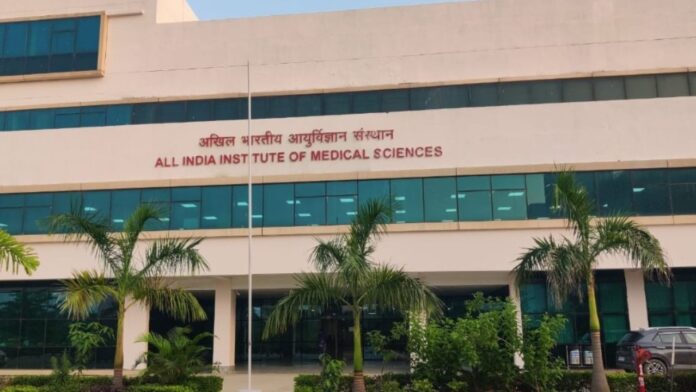 अखिल भारतीय आयुर्विज्ञान संस्थान
ALL INDIA INSTITUTE OF MEDICAL SCIENCES